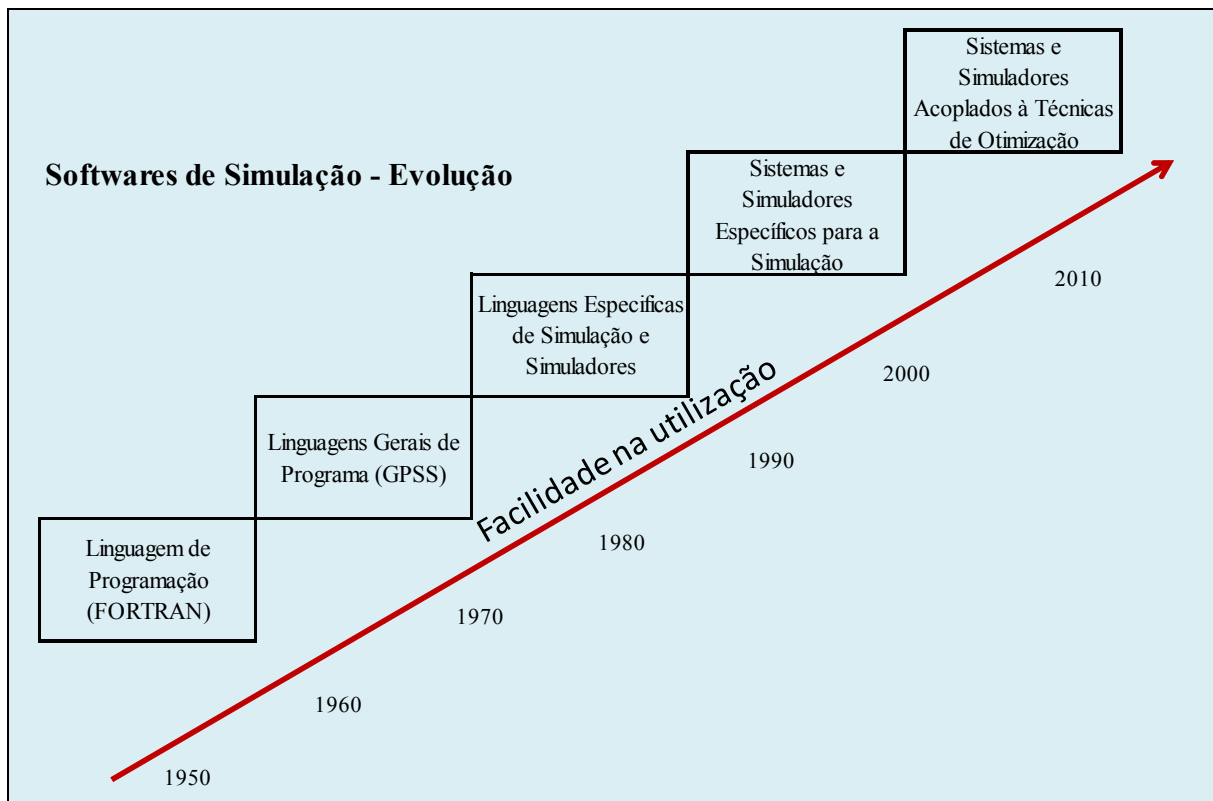 Sistemas e
Simuladores
Acoplados à Técnicas
de Otimização
Softwares de Simulação - Evolução
Sistemas e
Simuladores
Específicos para a
Simulação
Linguagens Especificas
de Simulação e
Simuladores
Linguagens Gerais de
Programa (GPSS)
Linguagem de
Programação
(FORTRAN)
Facilidade na utilização
1950
1960
1970
1980
1990
2000
2010